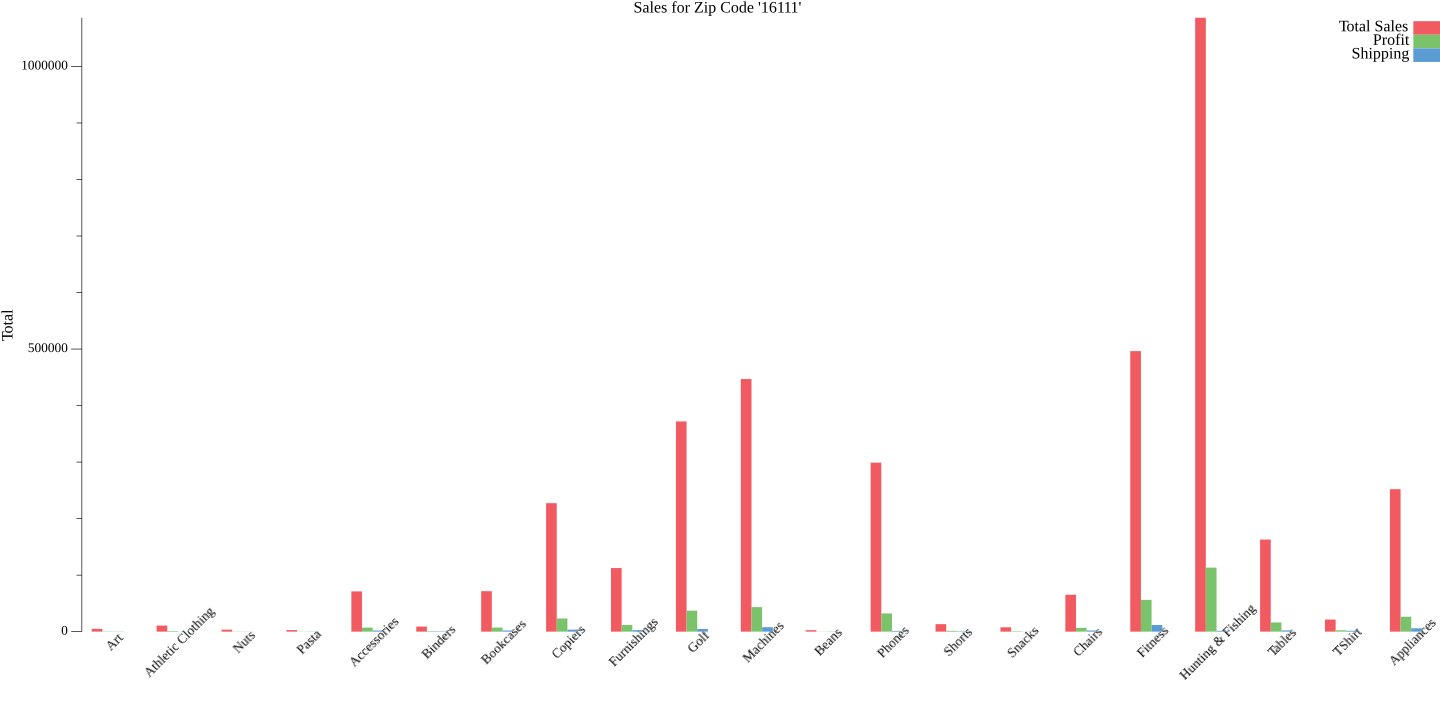 Sales for Zip Code '16111'
Total Sales
Profit
Shipping
1000000
500000
0
Total
Art
Athletic Clothing
Nuts
Pasta
Accessories
Binders
Bookcases
Copiers
Furnishings
Golf
Machines
Beans
Phones
Shorts
Snacks
Chairs
Fitness
Hunting & Fishing
Tables
TShirt
Appliances